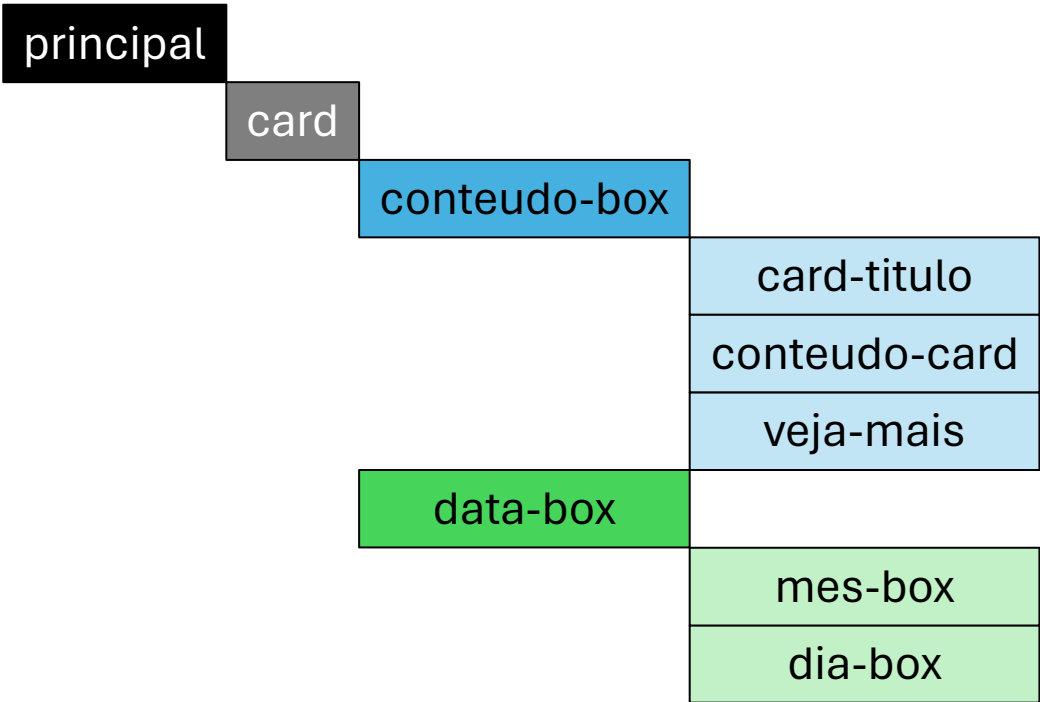 principal
card
conteudo-box
card-titulo
conteudo-card
veja-mais
data-box
mes-box
dia-box